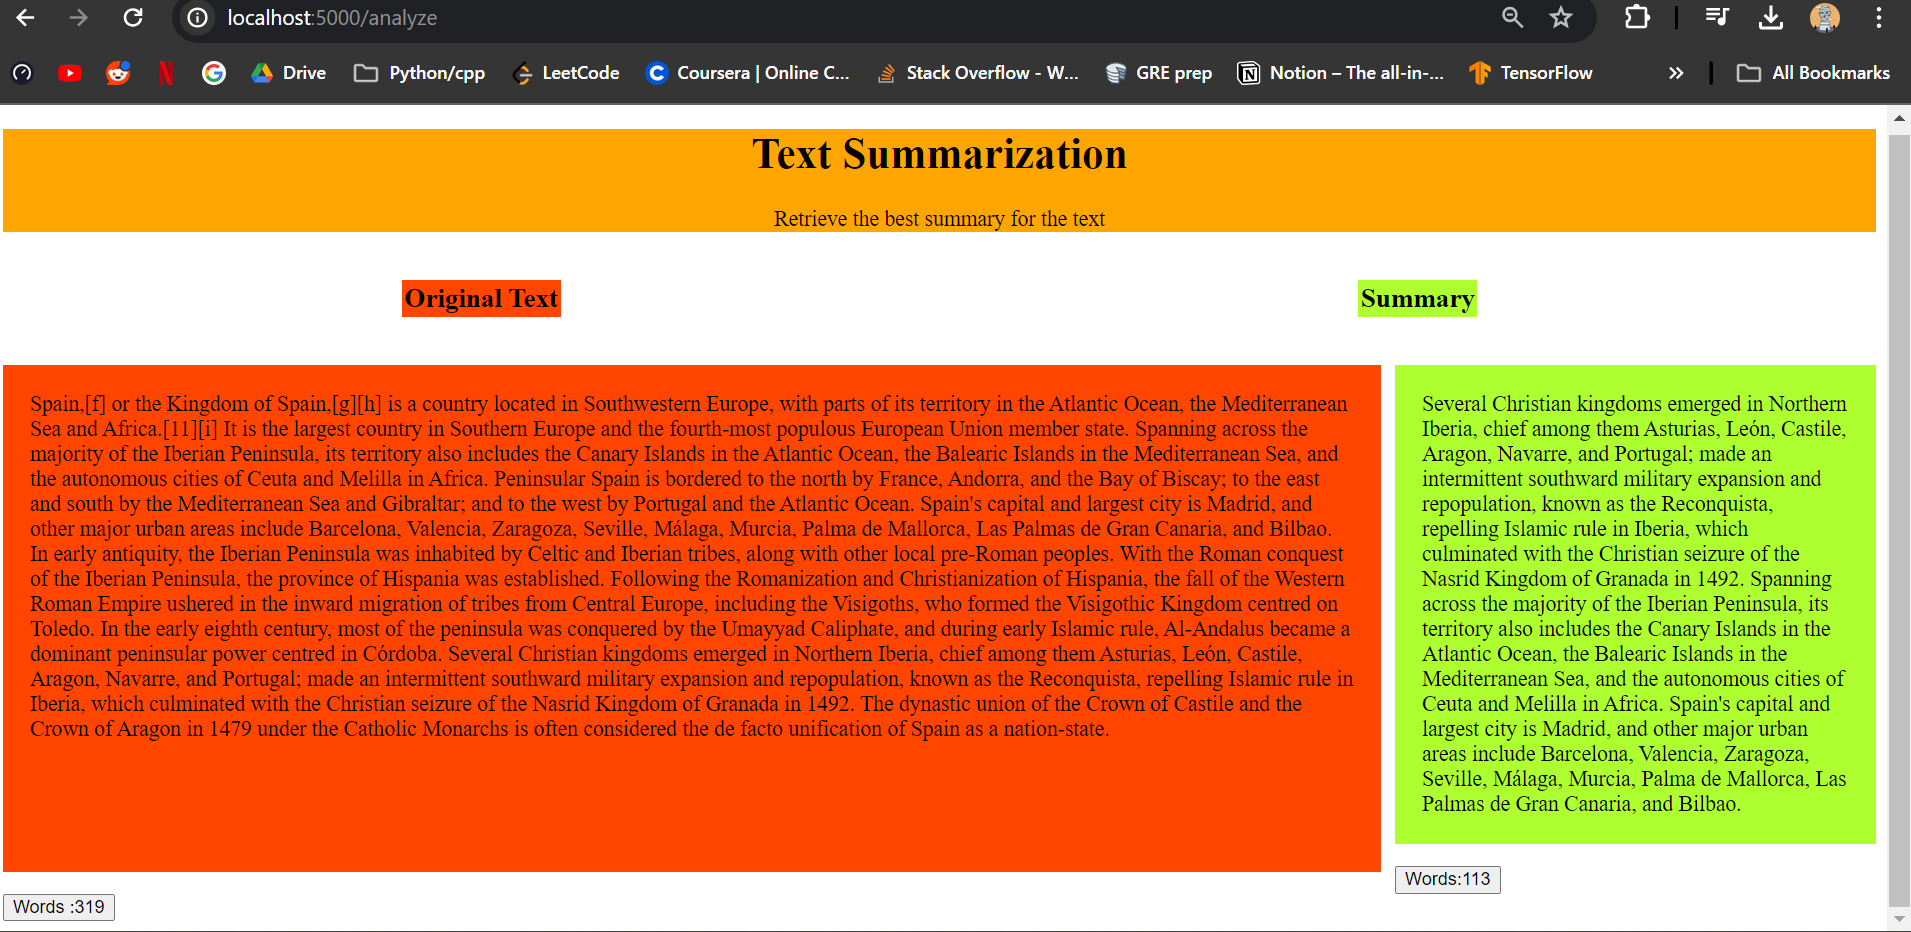 localhost:5000/analyze
Drive Python/cpp LeetCode Coursera | Online C... Stack Overflow - W... GRE prep Notion – The all-in-... TensorFlow All Bookmarks
Text Summarization
Retrieve the best summary for the text
Original Text
Spain,[f] or the Kingdom of Spain,[g][h] is a country located in Southwestern Europe, with parts of its territory in the Atlantic Ocean, the Mediterranean
Sea and Africa.[11][i] It is the largest country in Southern Europe and the fourth-most populous European Union member state. Spanning across the
majority of the Iberian Peninsula, its territory also includes the Canary Islands in the Atlantic Ocean, the Balearic Islands in the Mediterranean Sea, and
the autonomous cities of Ceuta and Melilla in Africa. Peninsular Spain is bordered to the north by France, Andorra, and the Bay of Biscay; to the east
and south by the Mediterranean Sea and Gibraltar; and to the west by Portugal and the Atlantic Ocean. Spain's capital and largest city is Madrid, and
other major urban areas include Barcelona, Valencia, Zaragoza, Seville, Málaga, Murcia, Palma de Mallorca, Las Palmas de Gran Canaria, and Bilbao.
In early antiquity, the Iberian Peninsula was inhabited by Celtic and Iberian tribes, along with other local pre-Roman peoples. With the Roman conquest
of the Iberian Peninsula, the province of Hispania was established. Following the Romanization and Christianization of Hispania, the fall of the Western
Roman Empire ushered in the inward migration of tribes from Central Europe, including the Visigoths, who formed the Visigothic Kingdom centred on
Toledo. In the early eighth century, most of the peninsula was conquered by the Umayyad Caliphate, and during early Islamic rule, Al-Andalus became a
dominant peninsular power centred in Córdoba. Several Christian kingdoms emerged in Northern Iberia, chief among them Asturias, León, Castile,
Aragon, Navarre, and Portugal; made an intermittent southward military expansion and repopulation, known as the Reconquista, repelling Islamic rule in
Iberia, which culminated with the Christian seizure of the Nasrid Kingdom of Granada in 1492. The dynastic union of the Crown of Castile and the
Crown of Aragon in 1479 under the Catholic Monarchs is often considered the de facto unification of Spain as a nation-state.
Words :319
Summary
Several Christian kingdoms emerged in Northern
Iberia, chief among them Asturias, León, Castile,
Aragon, Navarre, and Portugal; made an
intermittent southward military expansion and
repopulation, known as the Reconquista,
repelling Islamic rule in Iberia, which
culminated with the Christian seizure of the
Nasrid Kingdom of Granada in 1492. Spanning
across the majority of the Iberian Peninsula, its
territory also includes the Canary Islands in the
Atlantic Ocean, the Balearic Islands in the
Mediterranean Sea, and the autonomous cities of
Ceuta and Melilla in Africa. Spain's capital and
largest city is Madrid, and other major urban
areas include Barcelona, Valencia, Zaragoza,
Seville, Málaga, Murcia, Palma de Mallorca, Las
Palmas de Gran Canaria, and Bilbao.
Words:113